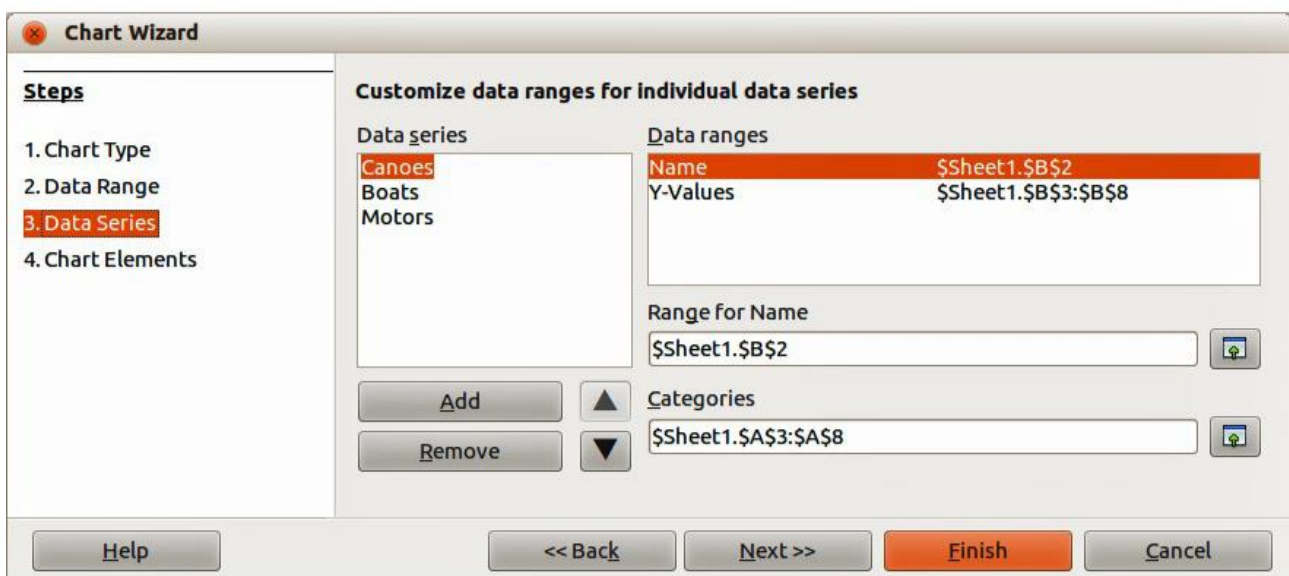 Chart Wizard
Steps
1. Chart Type
2. Data Range
3. Data Series
4. Chart Elements
Customize data ranges for individual data series
Data series
Canoes
Boats
Motors
Add
Remove
Data ranges
Name $Sheet1.$B$2
Y-Values $Sheet1.$B$3:$B$8
Range for Name
$Sheet1.$B$2
Categories
$Sheet1.$A$3:$A$8
Help
<< Back
Next >>
Finish
Cancel